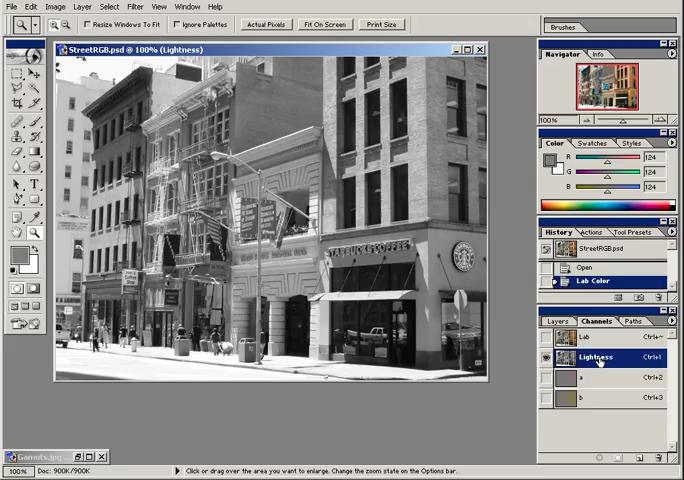 File Edit Image Layer Select Filter View Window Help
Resize Windows To Fit Ignore Palettes Actual Pixels Fit On Screen Print Size
Brushes
StreetRGB.psd @ 100% (Lightness)
Navigator Info
100%
Color Swatches Styles
R 124
G 124
B 124
History Actions Tool Presets
StreetRGB.psd
Open
Lab Color
Layers Channels Paths
Lab Ctrl+~
Lightness Ctrl+1
a Ctrl+2
b Ctrl+3
STARBUCKS COFFEE
Gamuts.jpg
100% Doc: 900K/900K Click or drag over the area you want to enlarge. Change the zoom state on the Options bar.